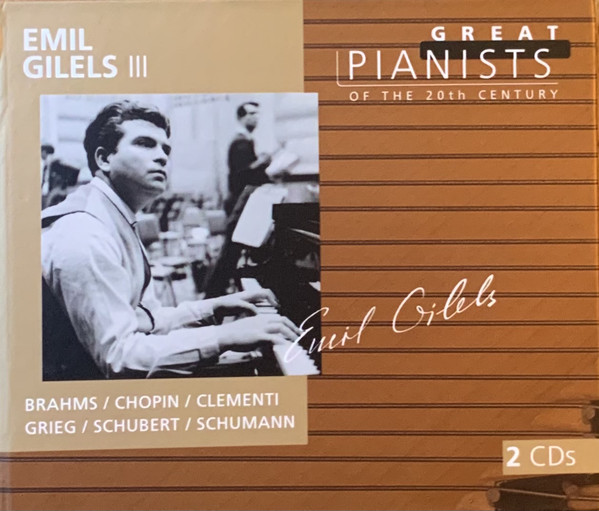 EMIL
GILELS III
GREAT
PIANISTS
OF THE 20th CENTURY
Emil Gilels
BRAHMS / CHOPIN / CLEMENTI
GRIEG / SCHUBERT / SCHUMANN
2 CDs